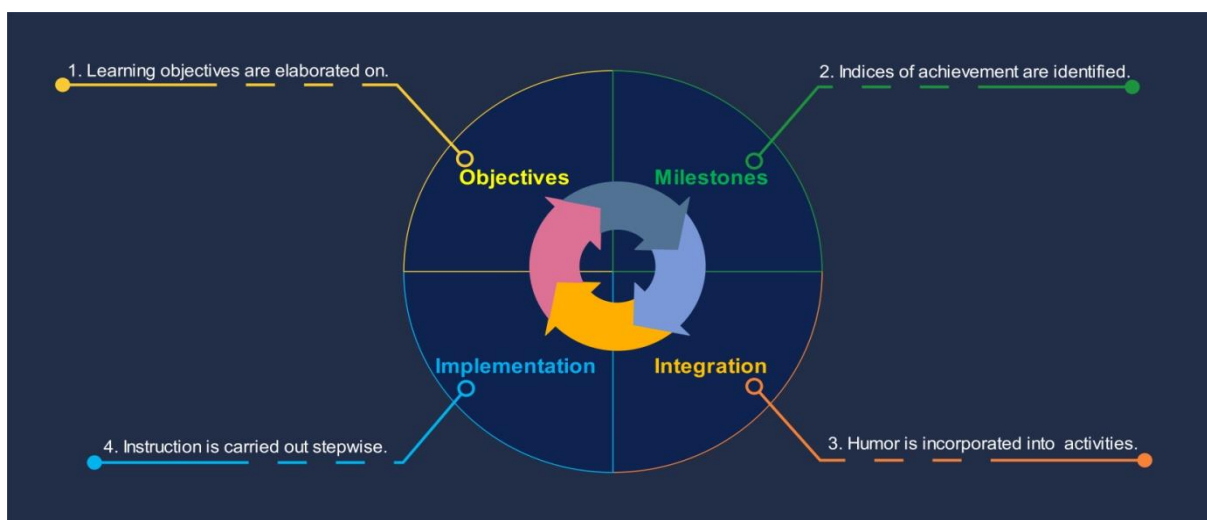 1. Learning objectives are elaborated on.
2. Indices of achievement are identified.
Objectives
Milestones
Implementation
Integration
4. Instruction is carried out stepwise.
3. Humor is incorporated into activities.